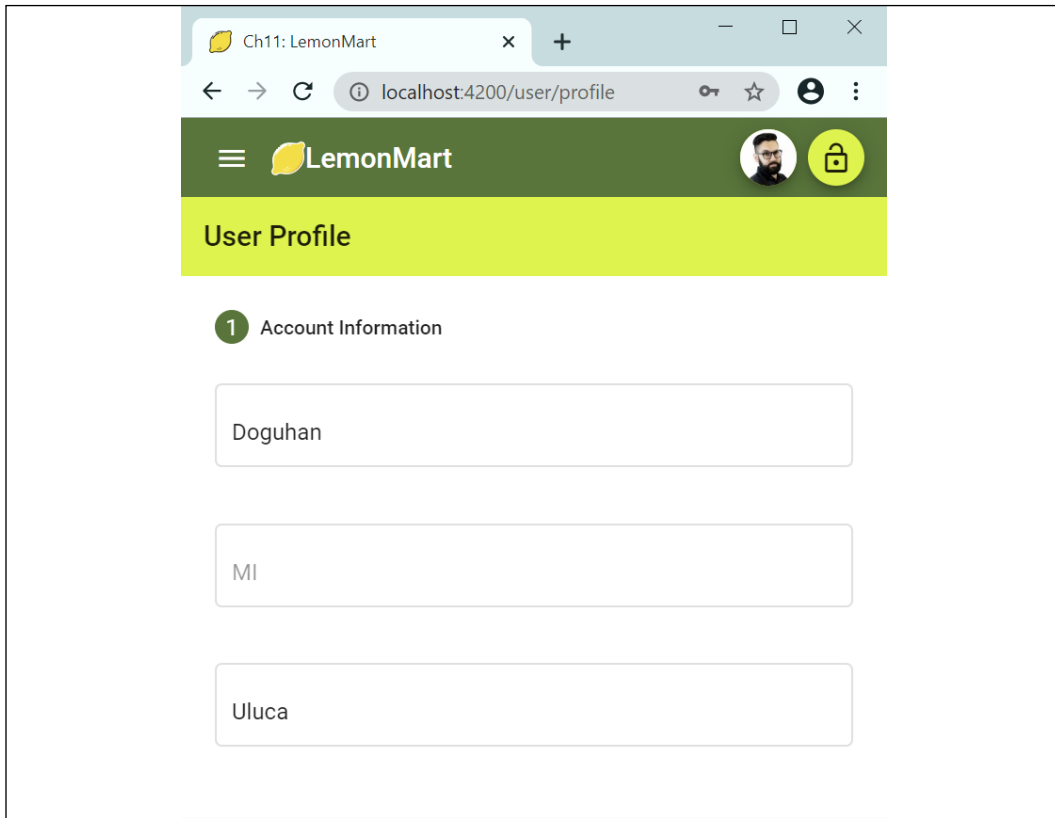 Ch11: LemonMart
localhost:4200/user/profile
LemonMart
User Profile
1 Account Information
Doguhan
MI
Uluca